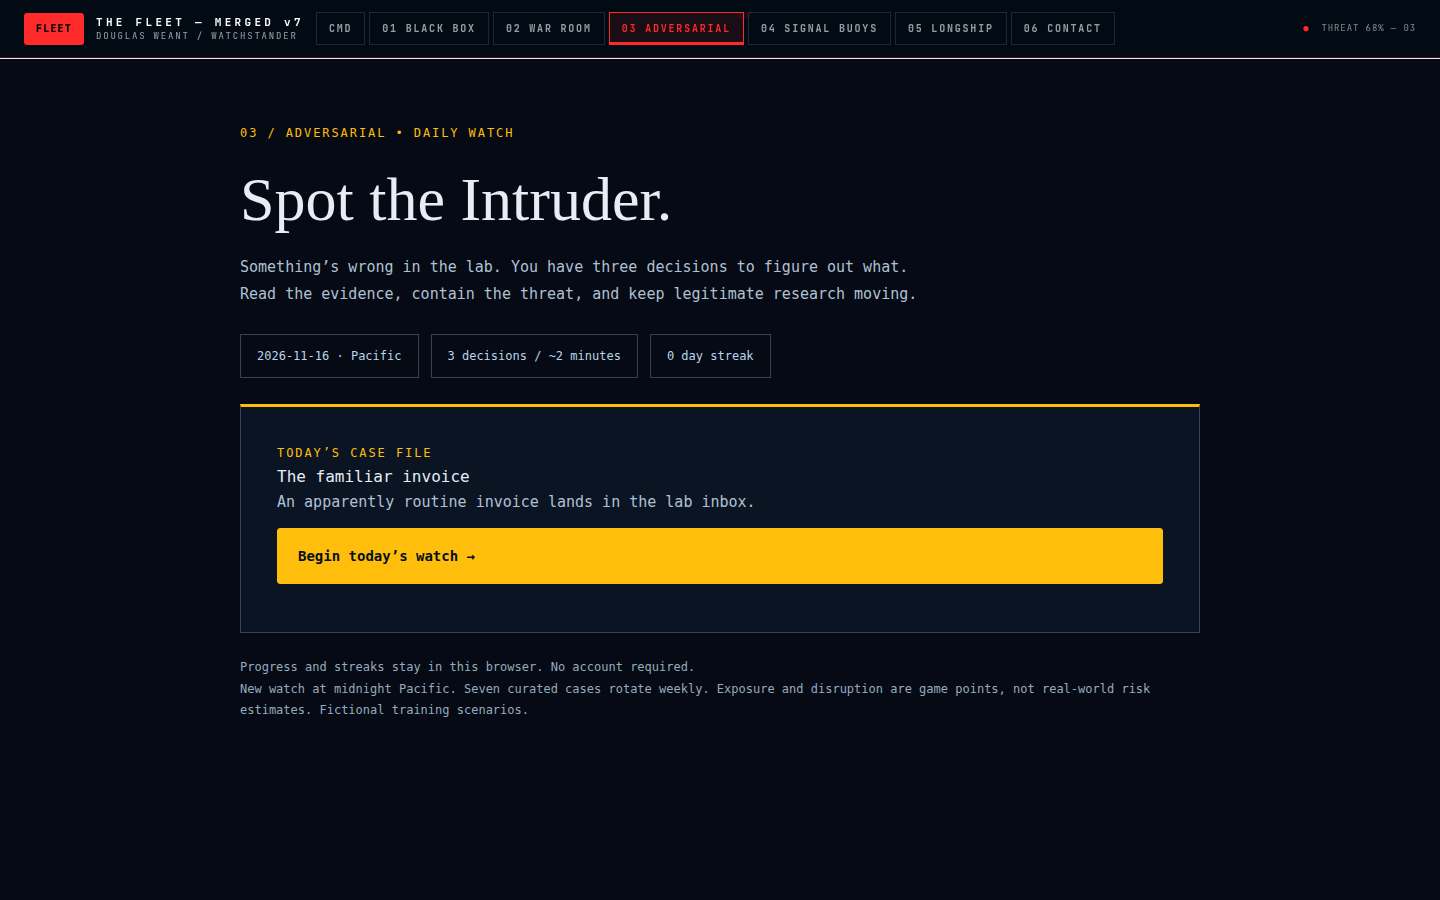 FLEET
THE FLEET — MERGED v7
DOUGLAS WEANT / WATCHSTANDER
CMD
01 BLACK BOX
02 WAR ROOM
03 ADVERSARIAL
04 SIGNAL BUOYS
05 LONGSHIP
06 CONTACT
THREAT 68% — 03
03 / ADVERSARIAL • DAILY WATCH
Spot the Intruder.
Something’s wrong in the lab. You have three decisions to figure out what.
Read the evidence, contain the threat, and keep legitimate research moving.
2026-11-16 · Pacific
3 decisions / ~2 minutes
0 day streak
TODAY’S CASE FILE
The familiar invoice
An apparently routine invoice lands in the lab inbox.
Begin today’s watch →
Progress and streaks stay in this browser. No account required.
New watch at midnight Pacific. Seven curated cases rotate weekly. Exposure and disruption are game points, not real-world risk
estimates. Fictional training scenarios.